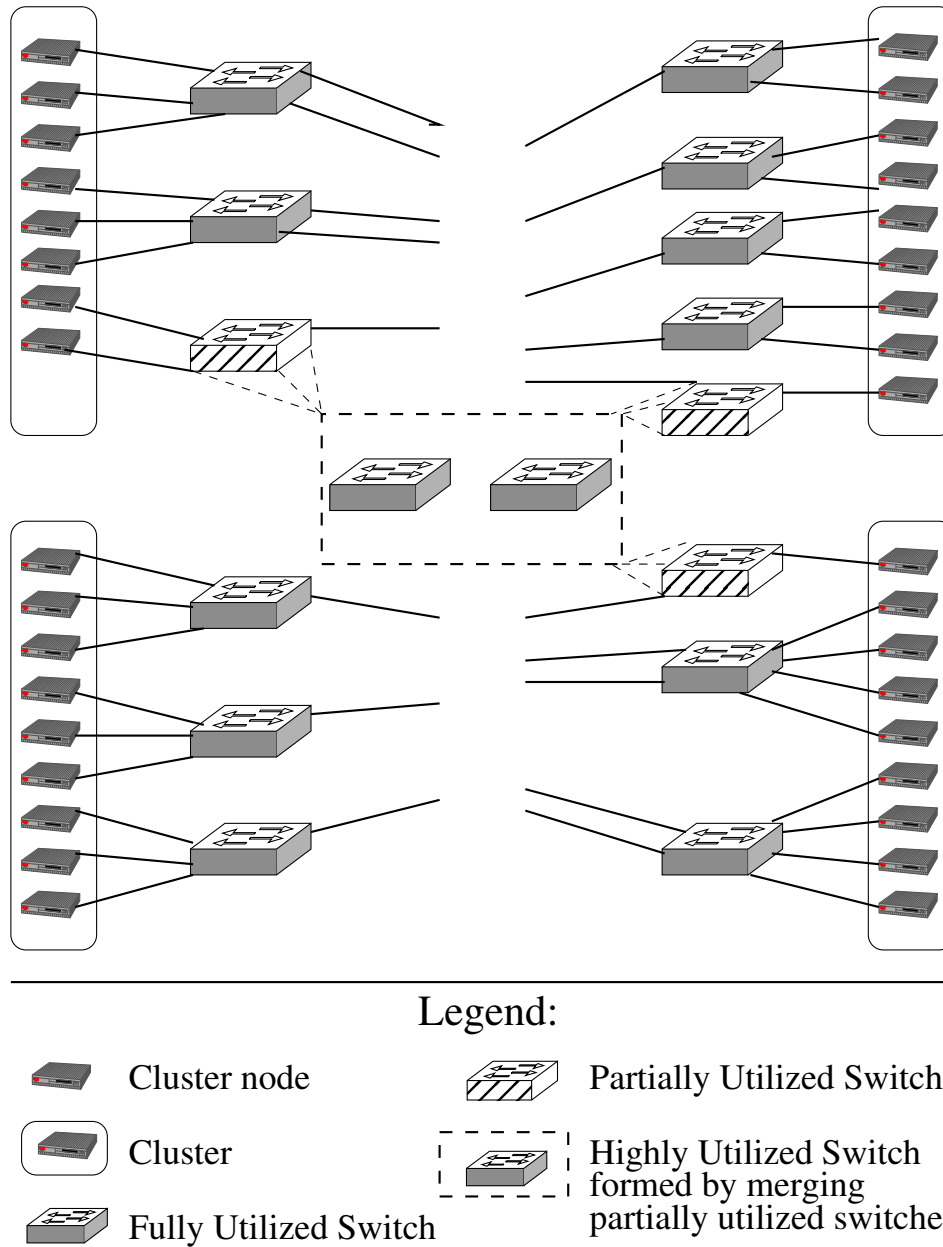 Legend:
Cluster node
Partially Utilized Switch
Cluster
Highly Utilized Switch
formed by merging
partially utilized switche
Fully Utilized Switch